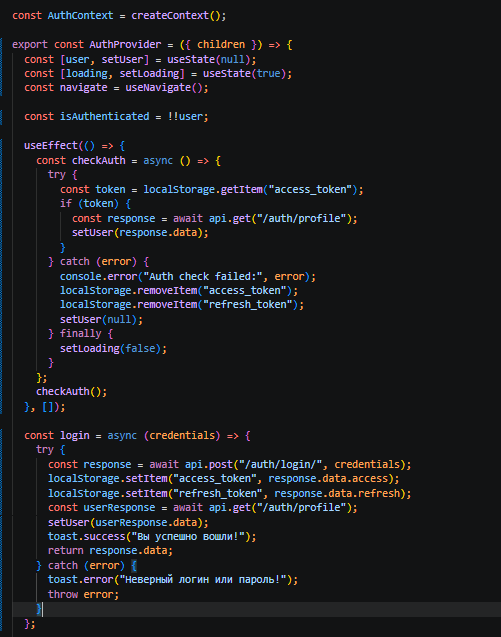 const AuthContext = createContext();
export const AuthProvider = ({ children }) => {
const [user, setUser] = useState(null);
const [loading, setLoading] = useState(true);
const navigate = useNavigate();
const isAuthenticated = !!user;
useEffect(() => {
const checkAuth = async () => {
try {
const token = localStorage.getItem("access_token");
if (token) {
const response = await api.get("/auth/profile");
setUser(response.data);
}
} catch (error) {
console.error("Auth check failed:", error);
localStorage.removeItem("access_token");
localStorage.removeItem("refresh_token");
setUser(null);
} finally {
setLoading(false);
}
};
checkAuth();
}, []);
const login = async (credentials) => {
try {
const response = await api.post("/auth/login/", credentials);
localStorage.setItem("access_token", response.data.access);
localStorage.setItem("refresh_token", response.data.refresh);
const userResponse = await api.get("/auth/profile");
setUser(userResponse.data);
toast.success("Вы успешно вошли!");
return response.data;
} catch (error) {
toast.error("Неверный логин или пароль!");
throw error;
}
};